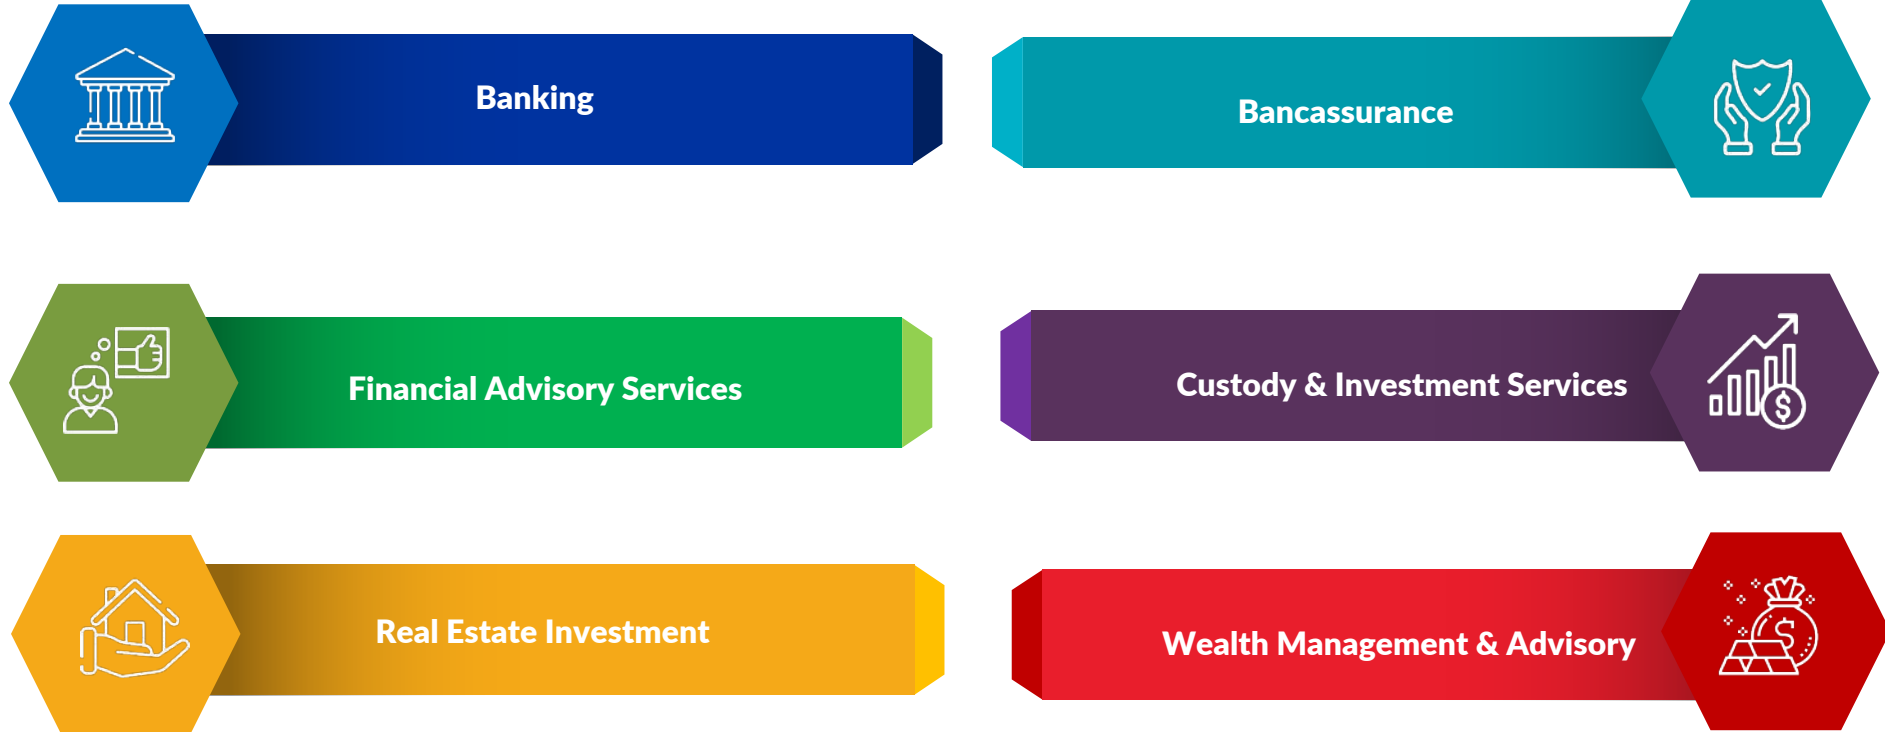 Banking
Bancassurance
Financial Advisory Services
Custody & Investment Services
Real Estate Investment
Wealth Management & Advisory